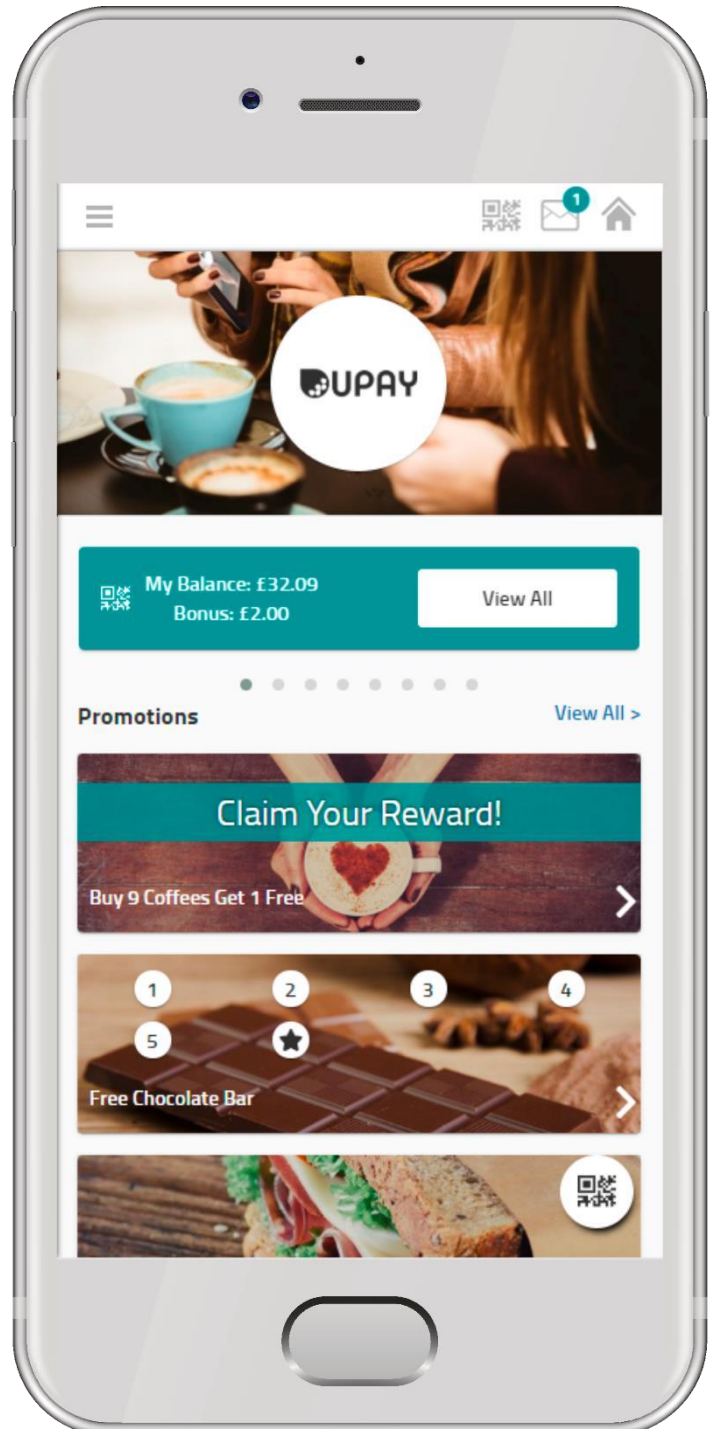 1
UPAY
My Balance: £32.09
Bonus: £2.00
View All
Promotions
View All >
Claim Your Reward!
Buy 9 Coffees Get 1 Free
1 2 3 4
5
Free Chocolate Bar